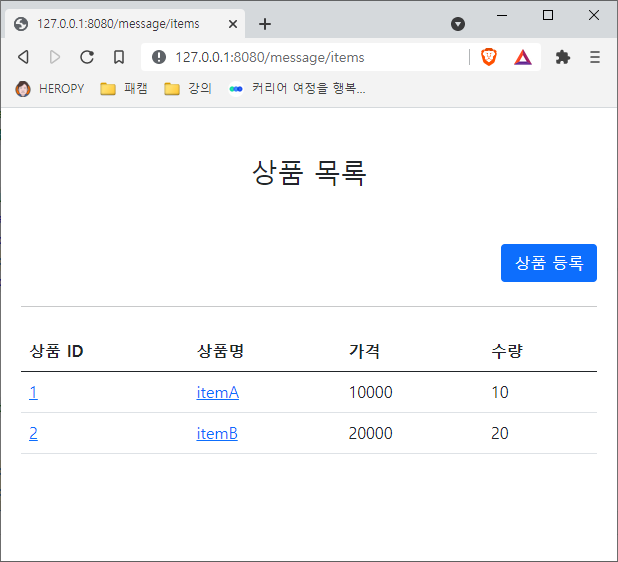 127.0.0.1:8080/message/items
127.0.0.1:8080/message/items
HEROPY 패캠 강의 커리어 여정을 행복...
상품 목록
상품 등록
상품 ID 상품명 가격 수량
1 itemA 10000 10
2 itemB 20000 20